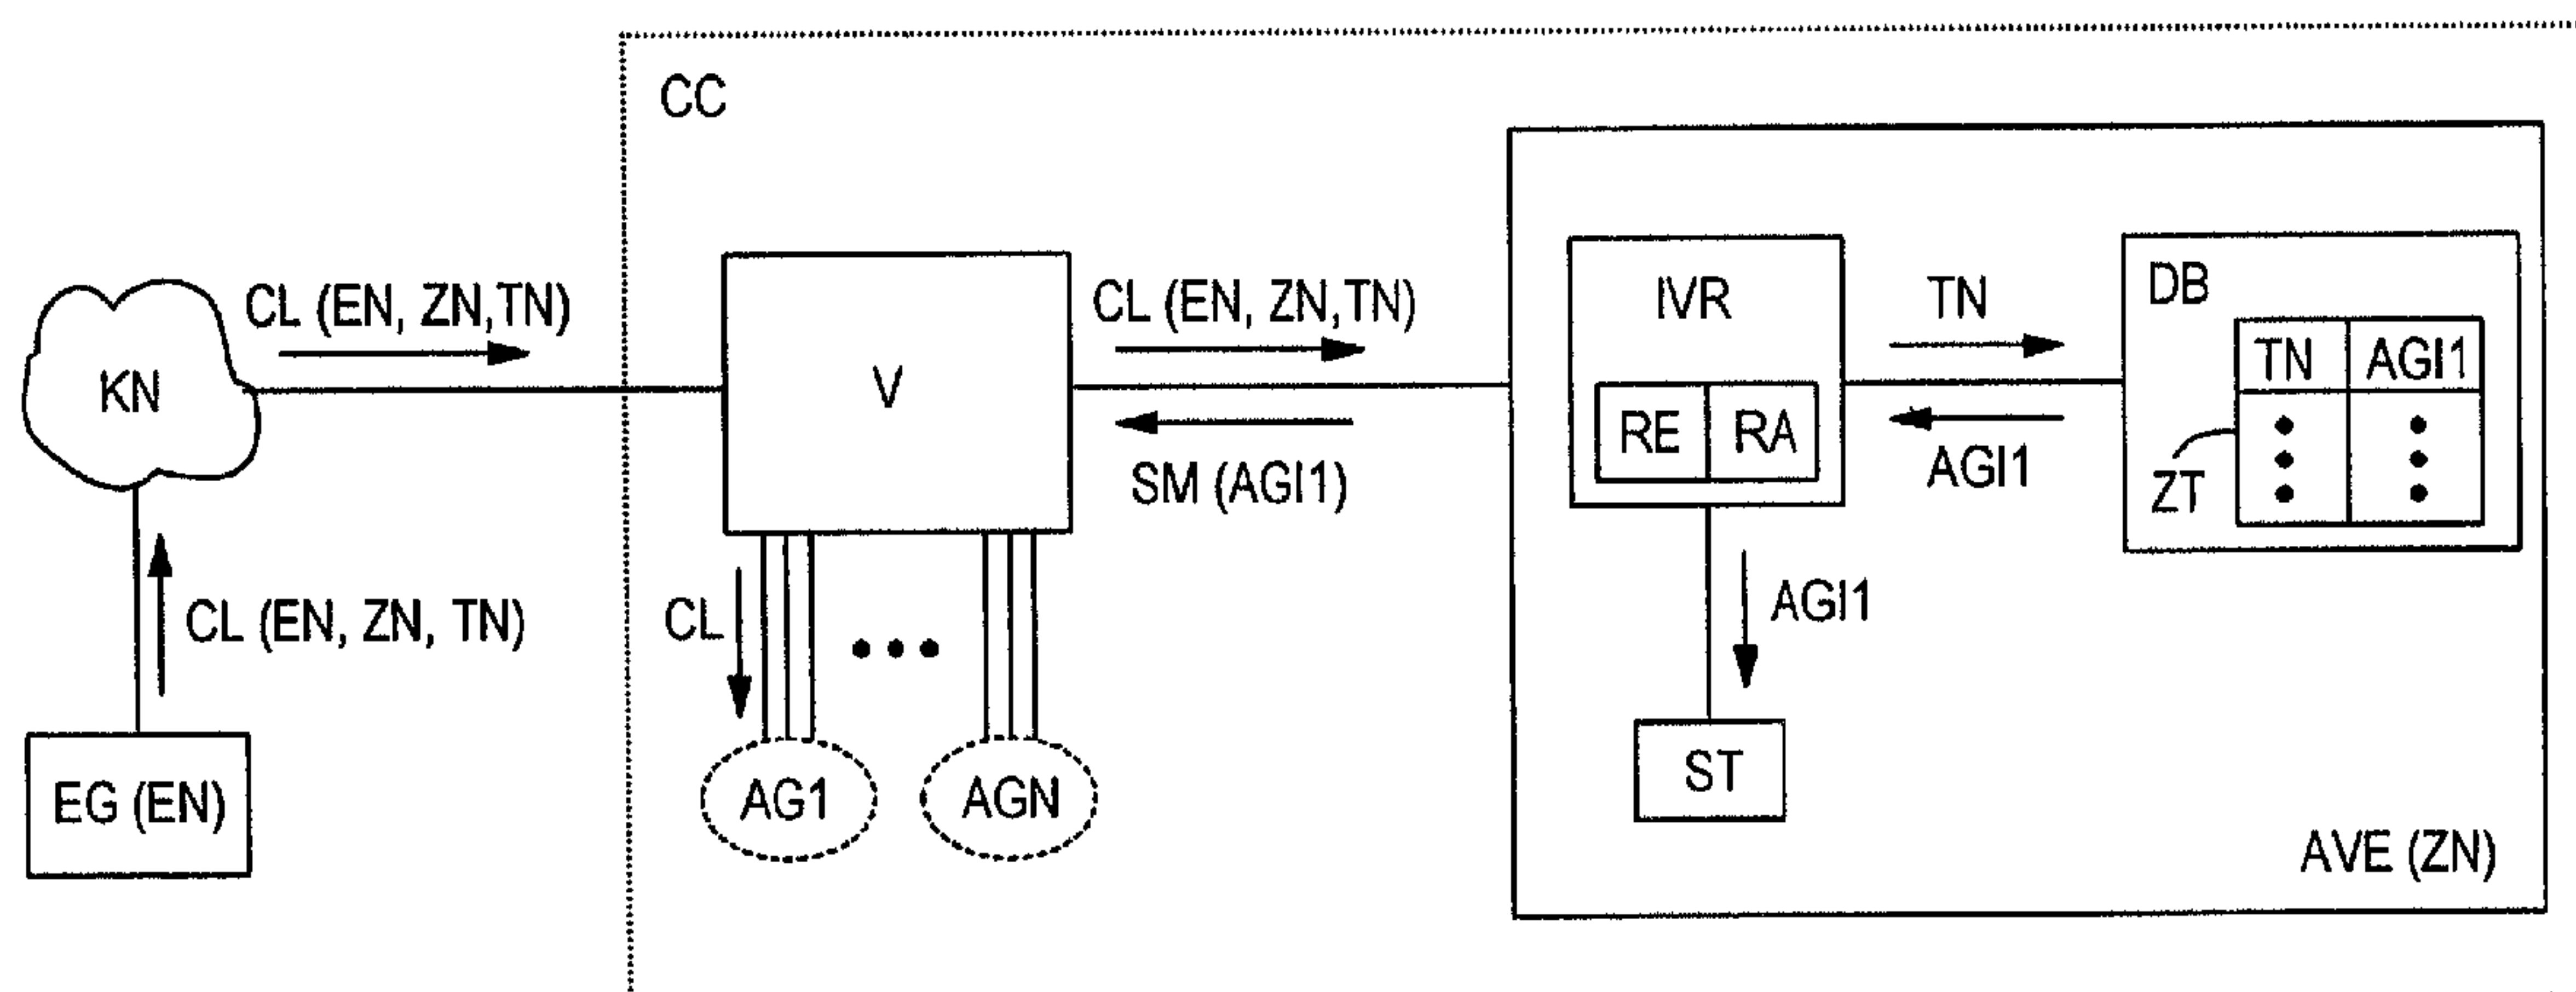 CC
CL (EN, ZN,TN)
CL (EN, ZN,TN)
IVR
TN
DB
TN AGI1
KN
V
RE RA
SM (AGI1)
AGI1
ZT
CL (EN, ZN, TN)
CL
AGI1
EG (EN)
AG1
AGN
ST
AVE (ZN)